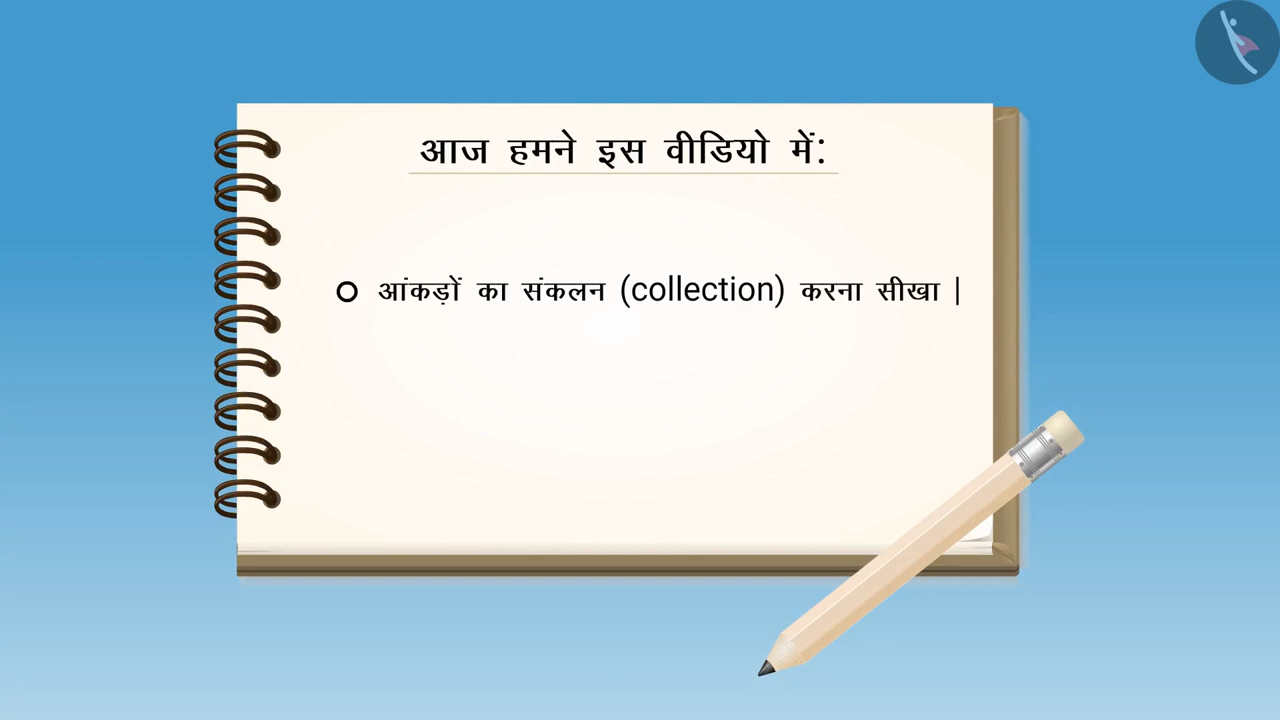 आज हमने इस वीडियो में:
आंकड़ों का संकलन (collection) करना सीखा |